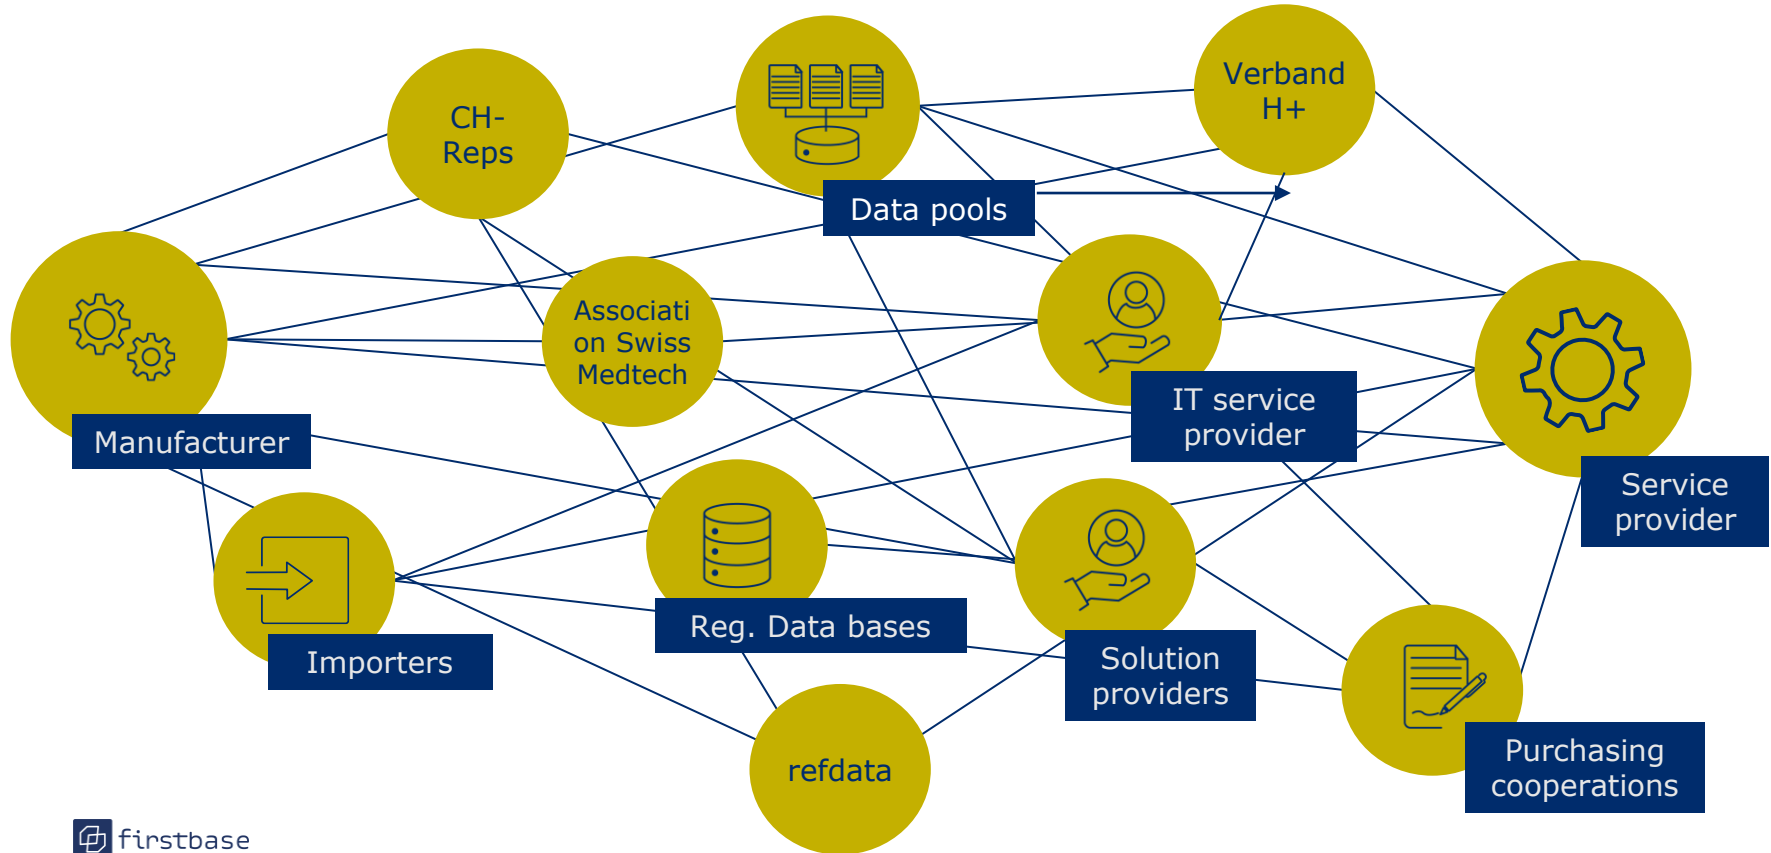 Verband
H+
CH-
Reps
Data pools
Associati
on Swiss
Medtech
IT service
provider
Manufacturer
Service
provider
Reg. Data bases
Importers
Solution
providers
refdata
Purchasing
cooperations
firstbase